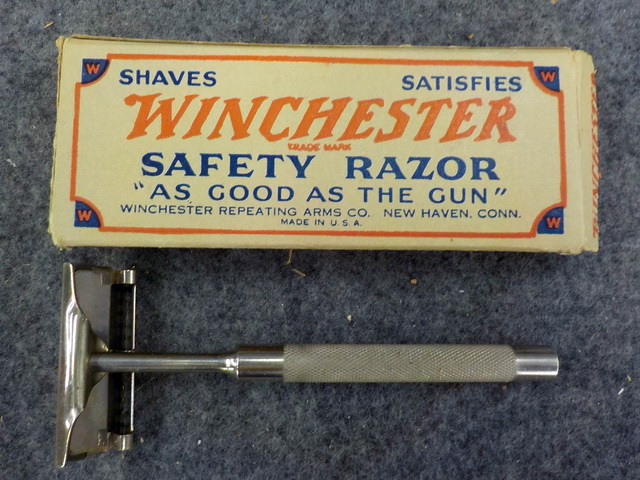 W W
SHAVES SATISFIES
WINCHESTER
TRADE MARK
SAFETY RAZOR
"AS GOOD AS THE GUN"
WINCHESTER REPEATING ARMS CO. NEW HAVEN, CONN.
MADE IN U.S.A.
W W